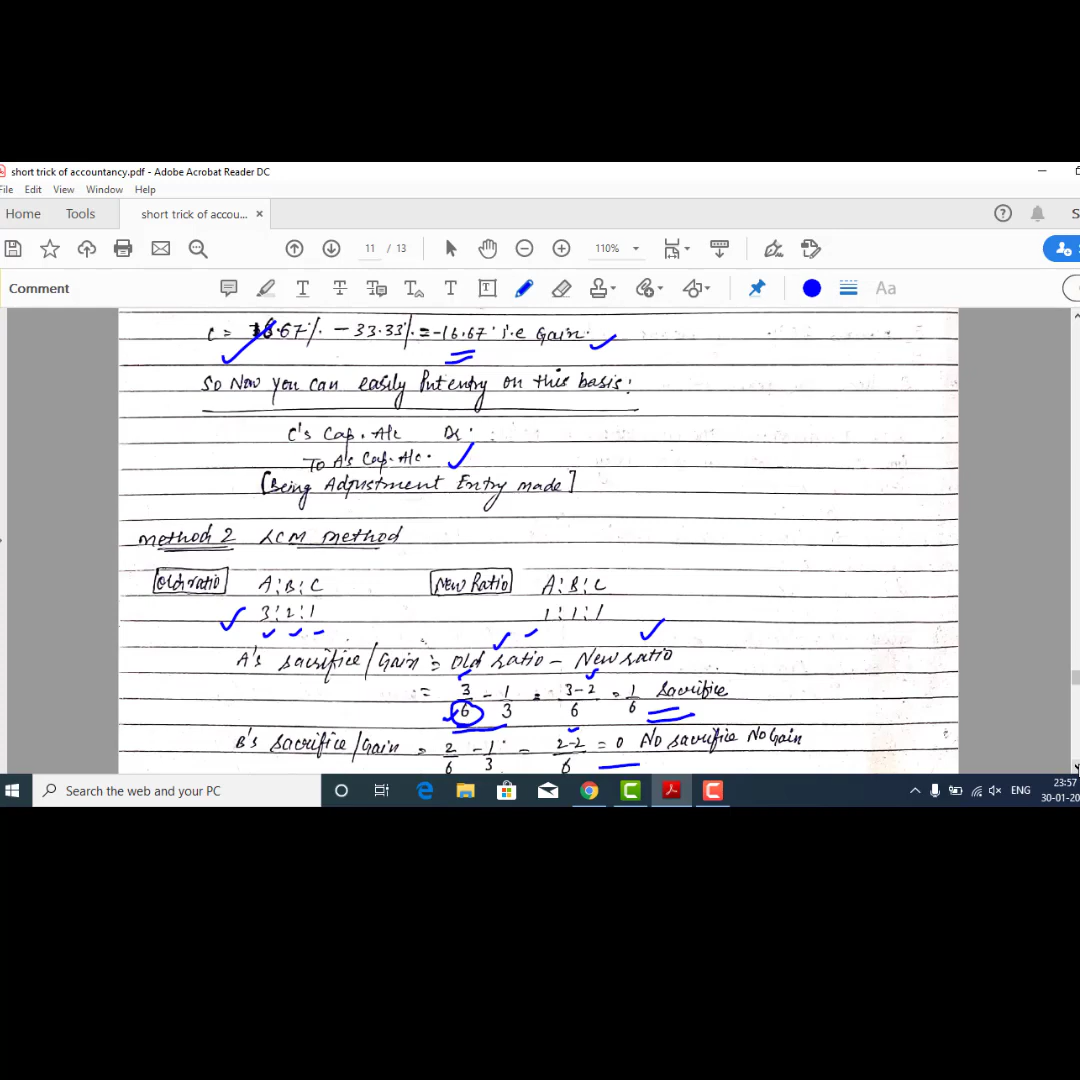 short trick of accountancy.pdf - Adobe Acrobat Reader DC
File Edit View Window Help
Home Tools short trick of accou... ×
11 / 13 110%
Comment Aa
C = 16.67% - 33.33% = -16.67 i.e Gain.
So Now you can easily Put entry on this basis:
C's Cap. A/c Dr.
To A's Cap. A/c.
[Being Adjustment Entry made]
Method 2 LCM method
Old ratio A:B:C New Ratio A:B:C
3:2:1 1:1:1
A's Sacrifice/Gain = Old ratio - New ratio
= 3/6 - 1/3 = 3-2/6 = 1/6 Sacrifice
B's Sacrifice/Gain = 2/6 - 1/3 = 2-2/6 = 0 No sacrifice No Gain
Search the web and your PC
ENG
23:57
30-01-20